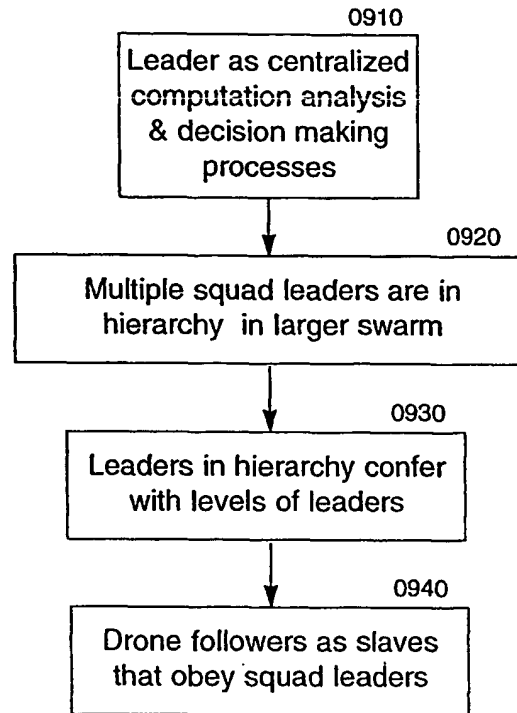 0910
Leader as centralized
computation analysis
& decision making
processes
0920
Multiple squad leaders are in
hierarchy in larger swarm
0930
Leaders in hierarchy confer
with levels of leaders
0940
Drone followers as slaves
that obey squad leaders